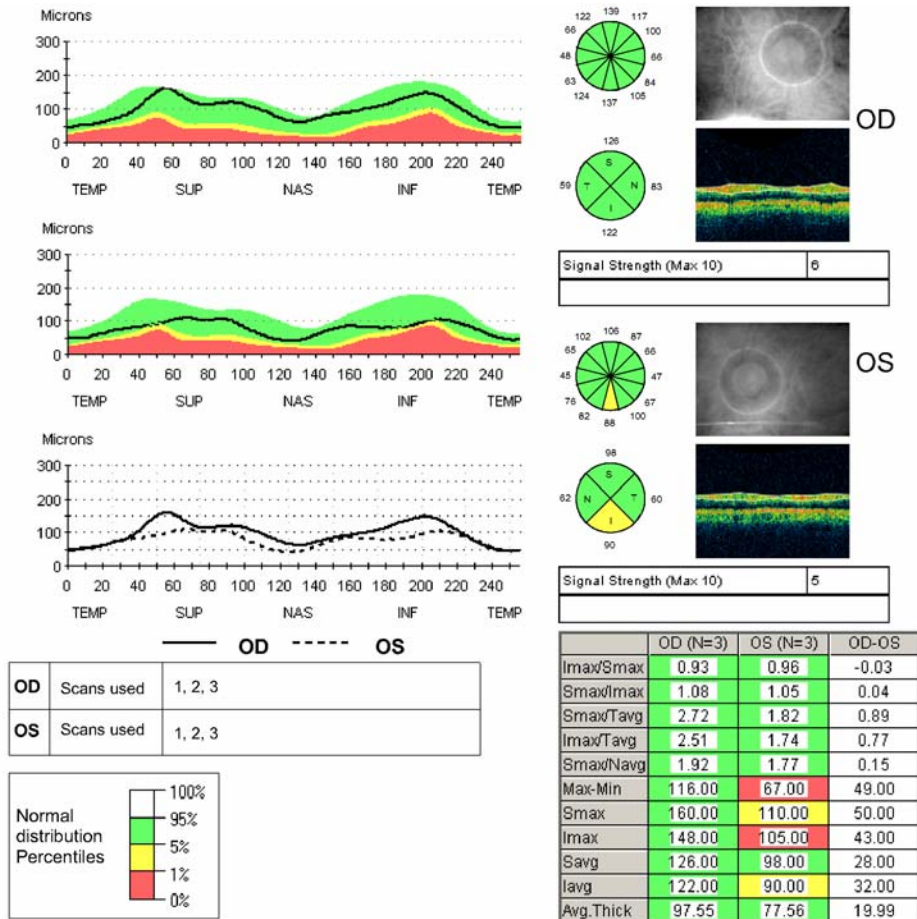 Microns
300
200
100
0
0 20 40 60 80 100 120 140 160 180 200 220 240
TEMP SUP NAS INF TEMP
139
122 117
66 100
48 66
63 84
124 105
137
126
S
59 T N 83
I
122
OD
Signal Strength (Max 10) 6
Microns
300
200
100
0
0 20 40 60 80 100 120 140 160 180 200 220 240
TEMP SUP NAS INF TEMP
106
102 87
65 66
45 47
76 67
82 100
88
98
S
62 N T 60
I
90
OS
Signal Strength (Max 10) 5
Microns
300
200
100
0
0 20 40 60 80 100 120 140 160 180 200 220 240
TEMP SUP NAS INF TEMP
OD OS
OD Scans used 1, 2, 3
OS Scans used 1, 2, 3
Normal distribution Percentiles
100%
95%
5%
1%
0%
OD (N=3) OS (N=3) OD-OS
Imax/Smax 0.93 0.96 -0.03
Smax/Imax 1.08 1.05 0.04
Smax/Tavg 2.72 1.82 0.89
Imax/Tavg 2.51 1.74 0.77
Smax/Navg 1.92 1.77 0.15
Max-Min 116.00 67.00 49.00
Smax 160.00 110.00 50.00
Imax 148.00 105.00 43.00
Savg 126.00 98.00 28.00
Iavg 122.00 90.00 32.00
Avg.Thick 97.55 77.56 19.99